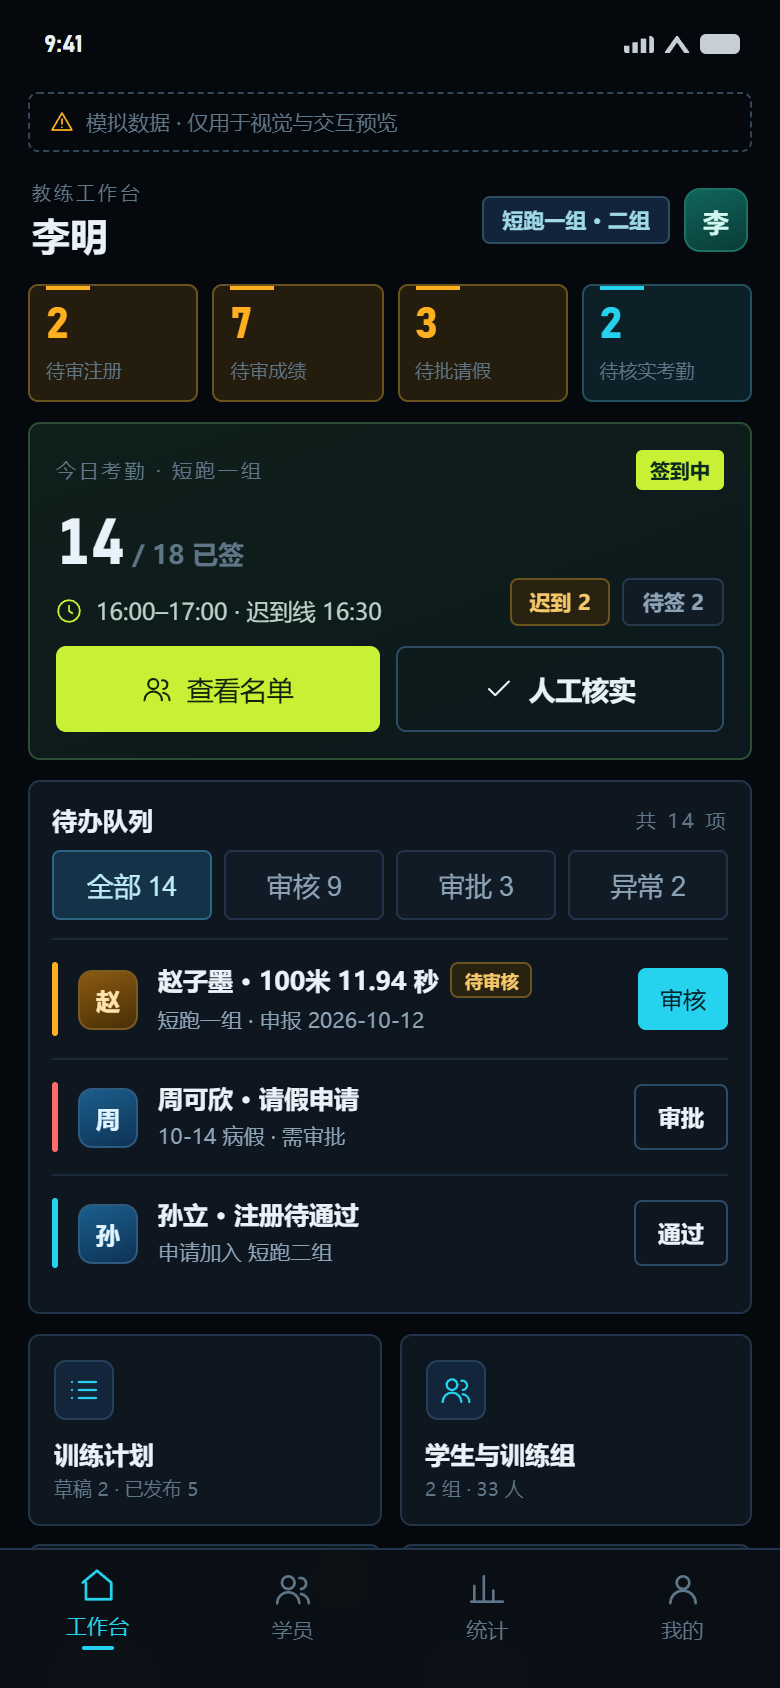 9:41
模拟数据 · 仅用于视觉与交互预览
教练工作台
李明
短跑一组 • 二组
李
2
待审注册
7
待审成绩
3
待批请假
2
待核实考勤
今日考勤 · 短跑一组
签到中
14 / 18 已签
16:00–17:00 · 迟到线 16:30
迟到 2
待签 2
查看名单
人工核实
待办队列
共 14 项
全部 14
审核 9
审批 3
异常 2
赵
赵子墨 • 100米 11.94 秒
待审核
短跑一组 · 申报 2026-10-12
审核
周
周可欣 • 请假申请
10-14 病假 · 需审批
审批
孙
孙立 • 注册待通过
申请加入 短跑二组
通过
训练计划
草稿 2 · 已发布 5
学生与训练组
2 组 · 33 人
工作台
学员
统计
我的